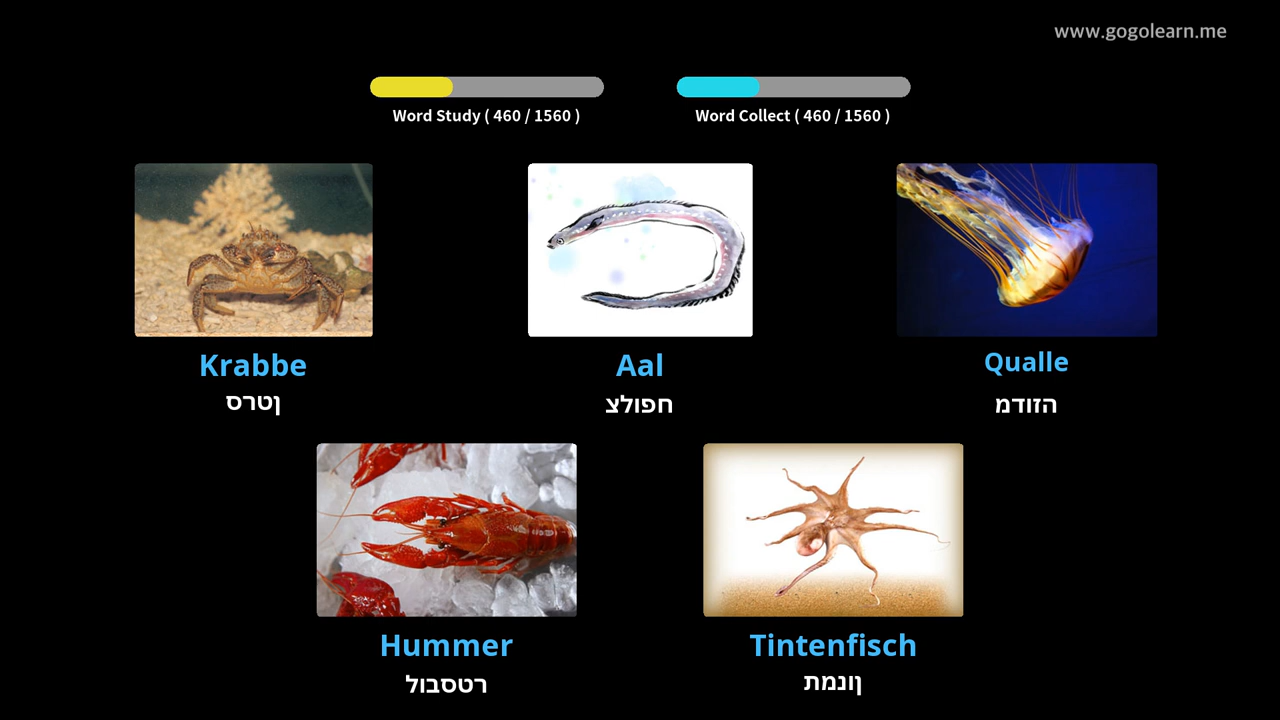 www.gogolearn.me
Word Study ( 460 / 1560 )
Word Collect ( 460 / 1560 )
Krabbe
ןטרס
Aal
חפולצ
Qualle
הזודמ
Hummer
רטסבול
Tintenfisch
ןונמת